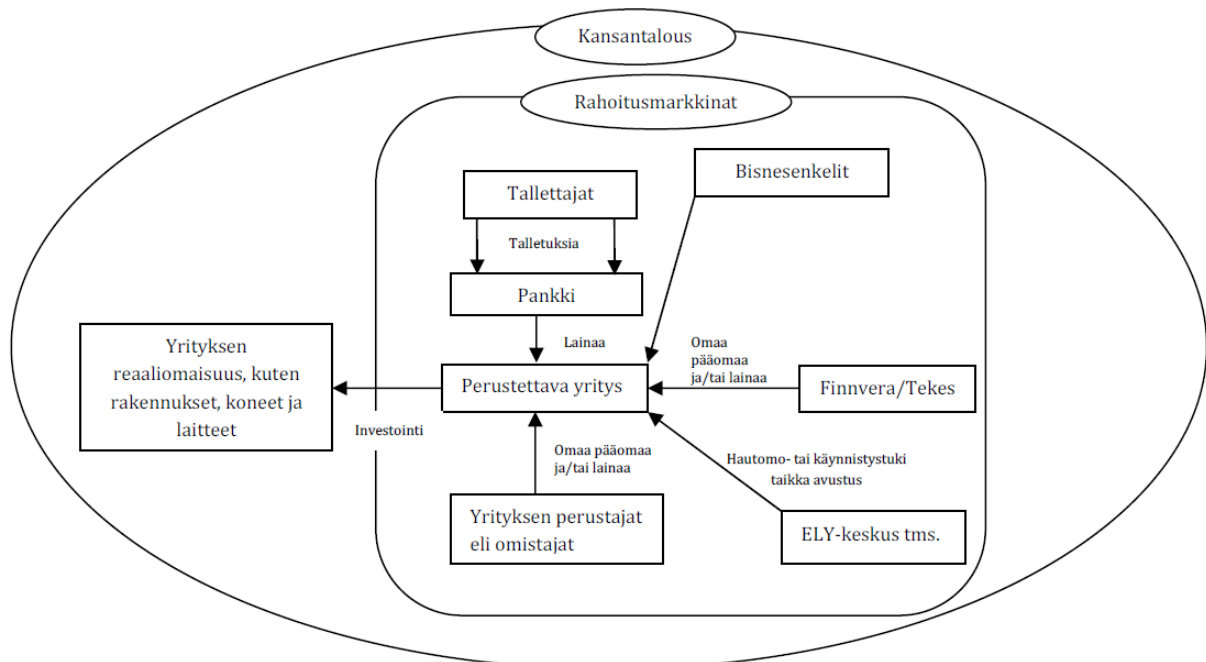 Kansantalous
Rahoitusmarkkinat
Bisnesenkelit
Tallettajat
Talletuksia
Pankki
Lainaa
Omaa
pääomaa
ja/tai lainaa
Yrityksen
reaaliomaisuus, kuten
rakennukset, koneet ja
laitteet
Perustettava yritys
Finnvera/Tekes
Investointi
Omaa pääomaa
ja/tai lainaa
Hautomo- tai käynnistystuki
taikka avustus
Yrityksen perustajat
eli omistajat
ELY-keskus tms.